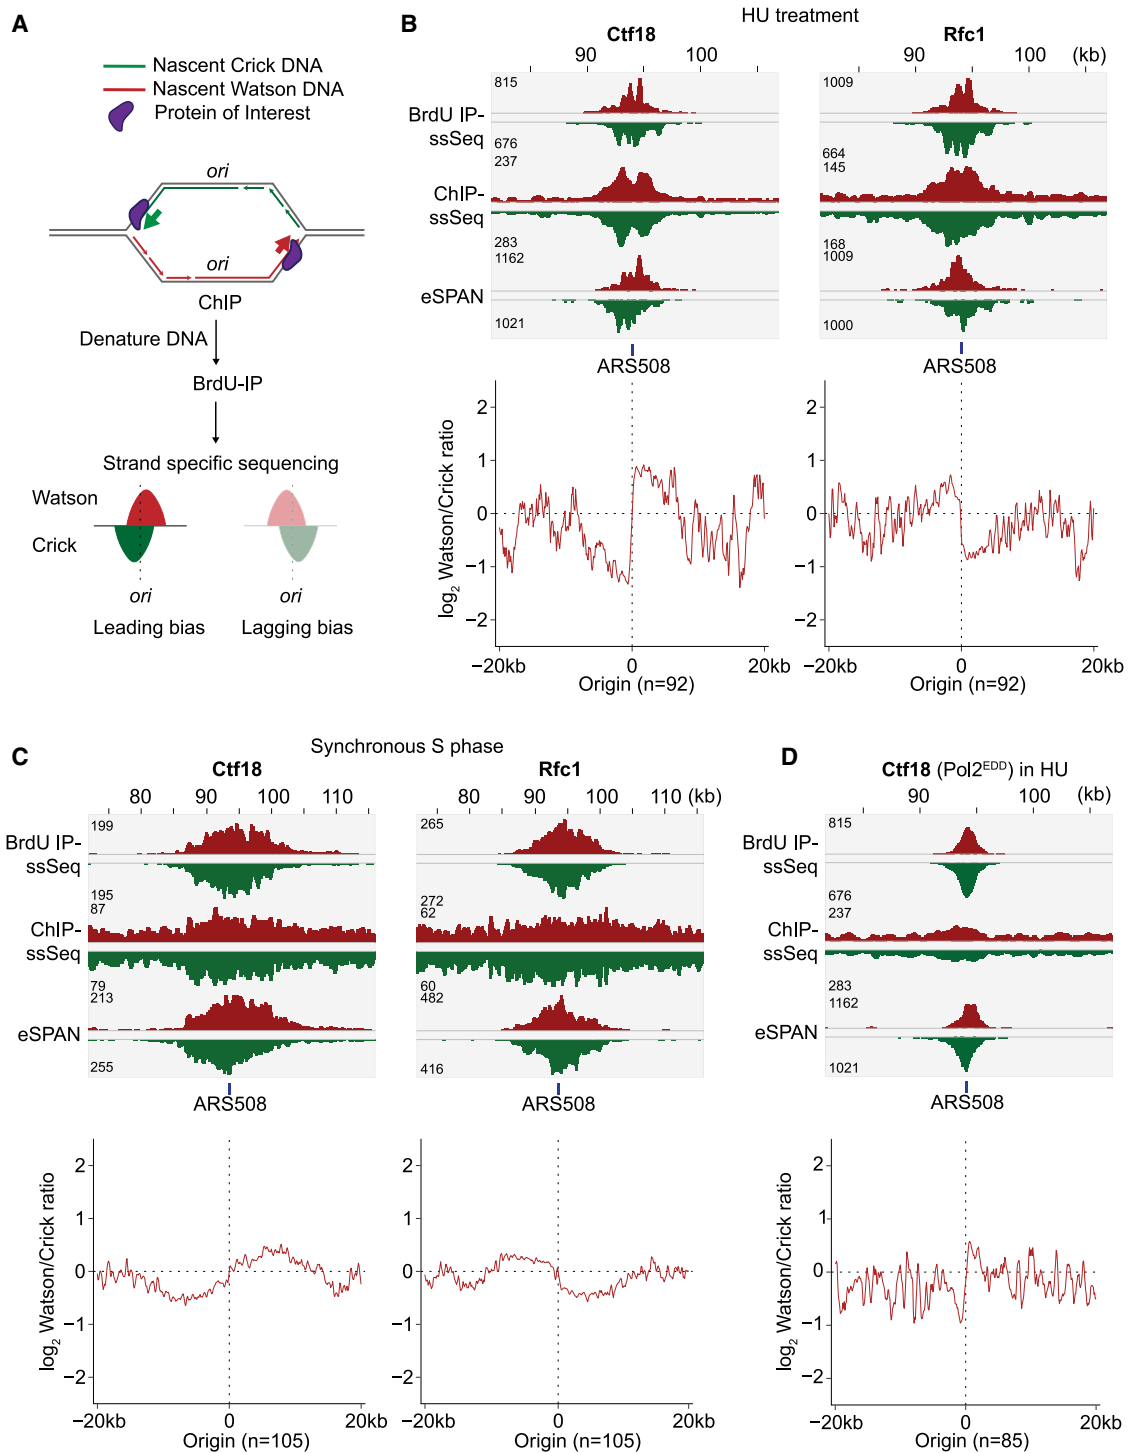 A
Nascent Crick DNA
Nascent Watson DNA
Protein of Interest
ori
ori
ChIP
Denature DNA
BrdU-IP
Strand specific sequencing
Watson
Crick
ori
ori
Leading bias
Lagging bias
B
HU treatment
Ctf18
Rfc1
90
100
90
100
(kb)
BrdU IP-
ssSeq
815
676
1009
664
ChIP-
ssSeq
237
283
145
168
eSPAN
1162
1021
1009
1000
ARS508
ARS508
log2 Watson/Crick ratio
2
1
0
−1
−2
−20kb
0
20kb
Origin (n=92)
2
1
0
−1
−2
−20kb
0
20kb
Origin (n=92)
C
Synchronous S phase
Ctf18
Rfc1
80
90
100
110
80
90
100
110
(kb)
BrdU IP-
ssSeq
199
195
265
272
ChIP-
ssSeq
87
79
62
60
eSPAN
213
255
482
416
ARS508
ARS508
log2 Watson/Crick ratio
2
1
0
−1
−2
−20kb
0
20kb
Origin (n=105)
2
1
0
−1
−2
−20kb
0
20kb
Origin (n=105)
D
Ctf18 (Pol2EDD) in HU
90
100
(kb)
BrdU IP-
ssSeq
815
676
ChIP-
ssSeq
237
283
eSPAN
1162
1021
ARS508
log2 Watson/Crick ratio
2
1
0
−1
−2
−20kb
0
20kb
Origin (n=85)